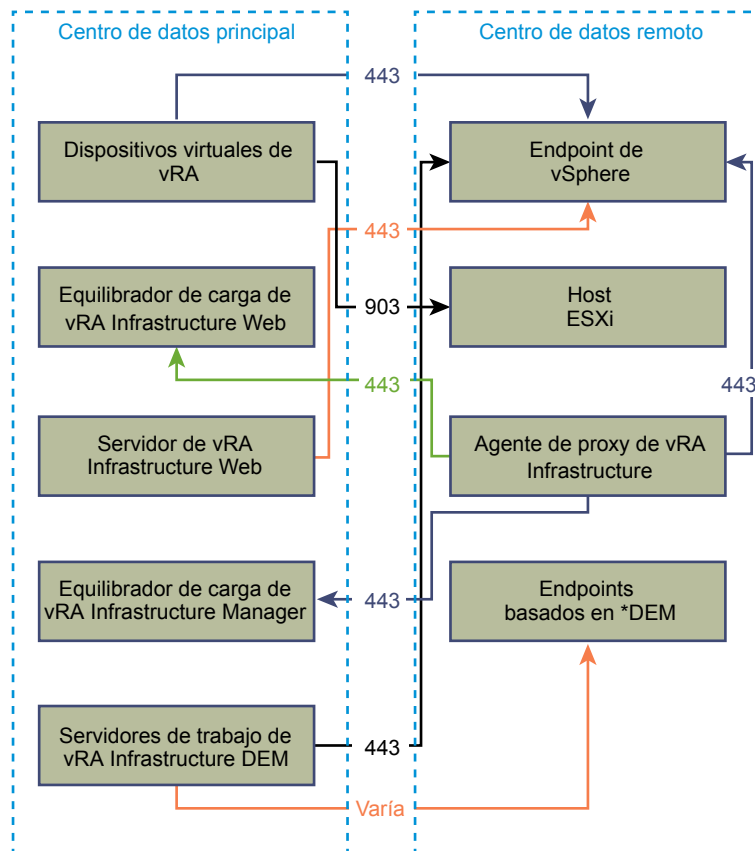 Centro de datos principal
Centro de datos remoto
443
Dispositivos virtuales de
vRA
Endpoint de
vSphere
443
Equilibrador de carga de
vRA Infrastructure Web
903
Host
ESXi
443
443
Servidor de vRA
Infrastructure Web
Agente de proxy de vRA
Infrastructure
Equilibrador de carga de
vRA Infrastructure Manager
443
Endpoints
basados en *DEM
Servidores de trabajo de
vRA Infrastructure DEM
443
Varía